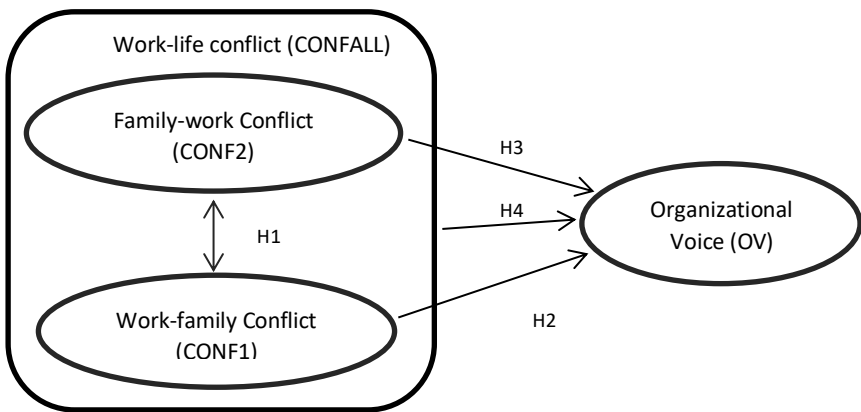 Work-life conflict (CONFALL)
Family-work Conflict
(CONF2)
H3
H4
Organizational
Voice (OV)
H1
Work-family Conflict
(CONF1)
H2